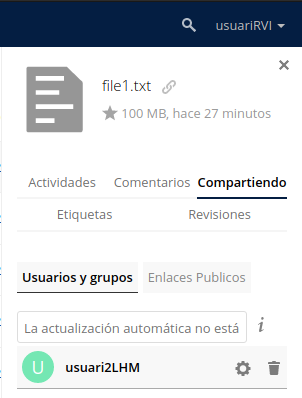 usuariRVI
file1.txt
100 MB, hace 27 minutos
Actividades Comentarios Compartiendo
Etiquetas Revisiones
Usuarios y grupos Enlaces Publicos
La actualización automática no está
i
U usuari2LHM